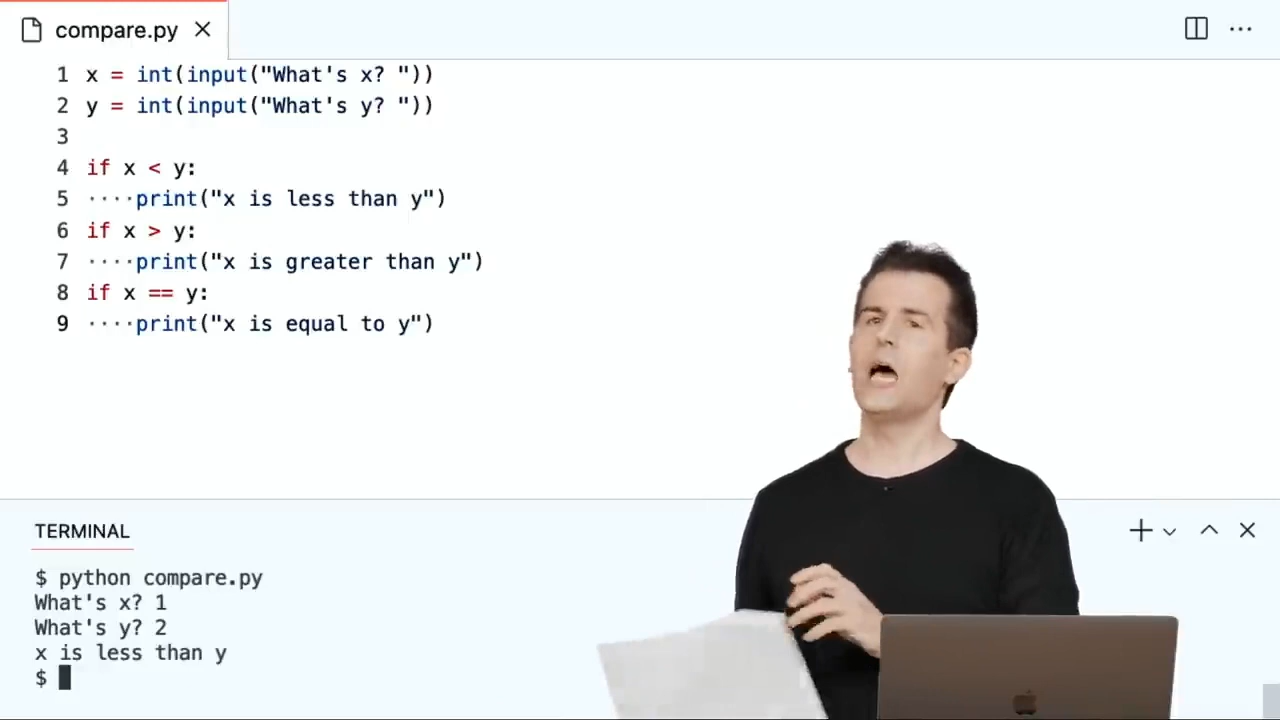 compare.py
1 x = int(input("What's x? "))
2 y = int(input("What's y? "))
3
4 if x < y:
5 ····print("x is less than y")
6 if x > y:
7 ····print("x is greater than y")
8 if x == y:
9 ····print("x is equal to y")
TERMINAL
$ python compare.py
What's x? 1
What's y? 2
x is less than y
$